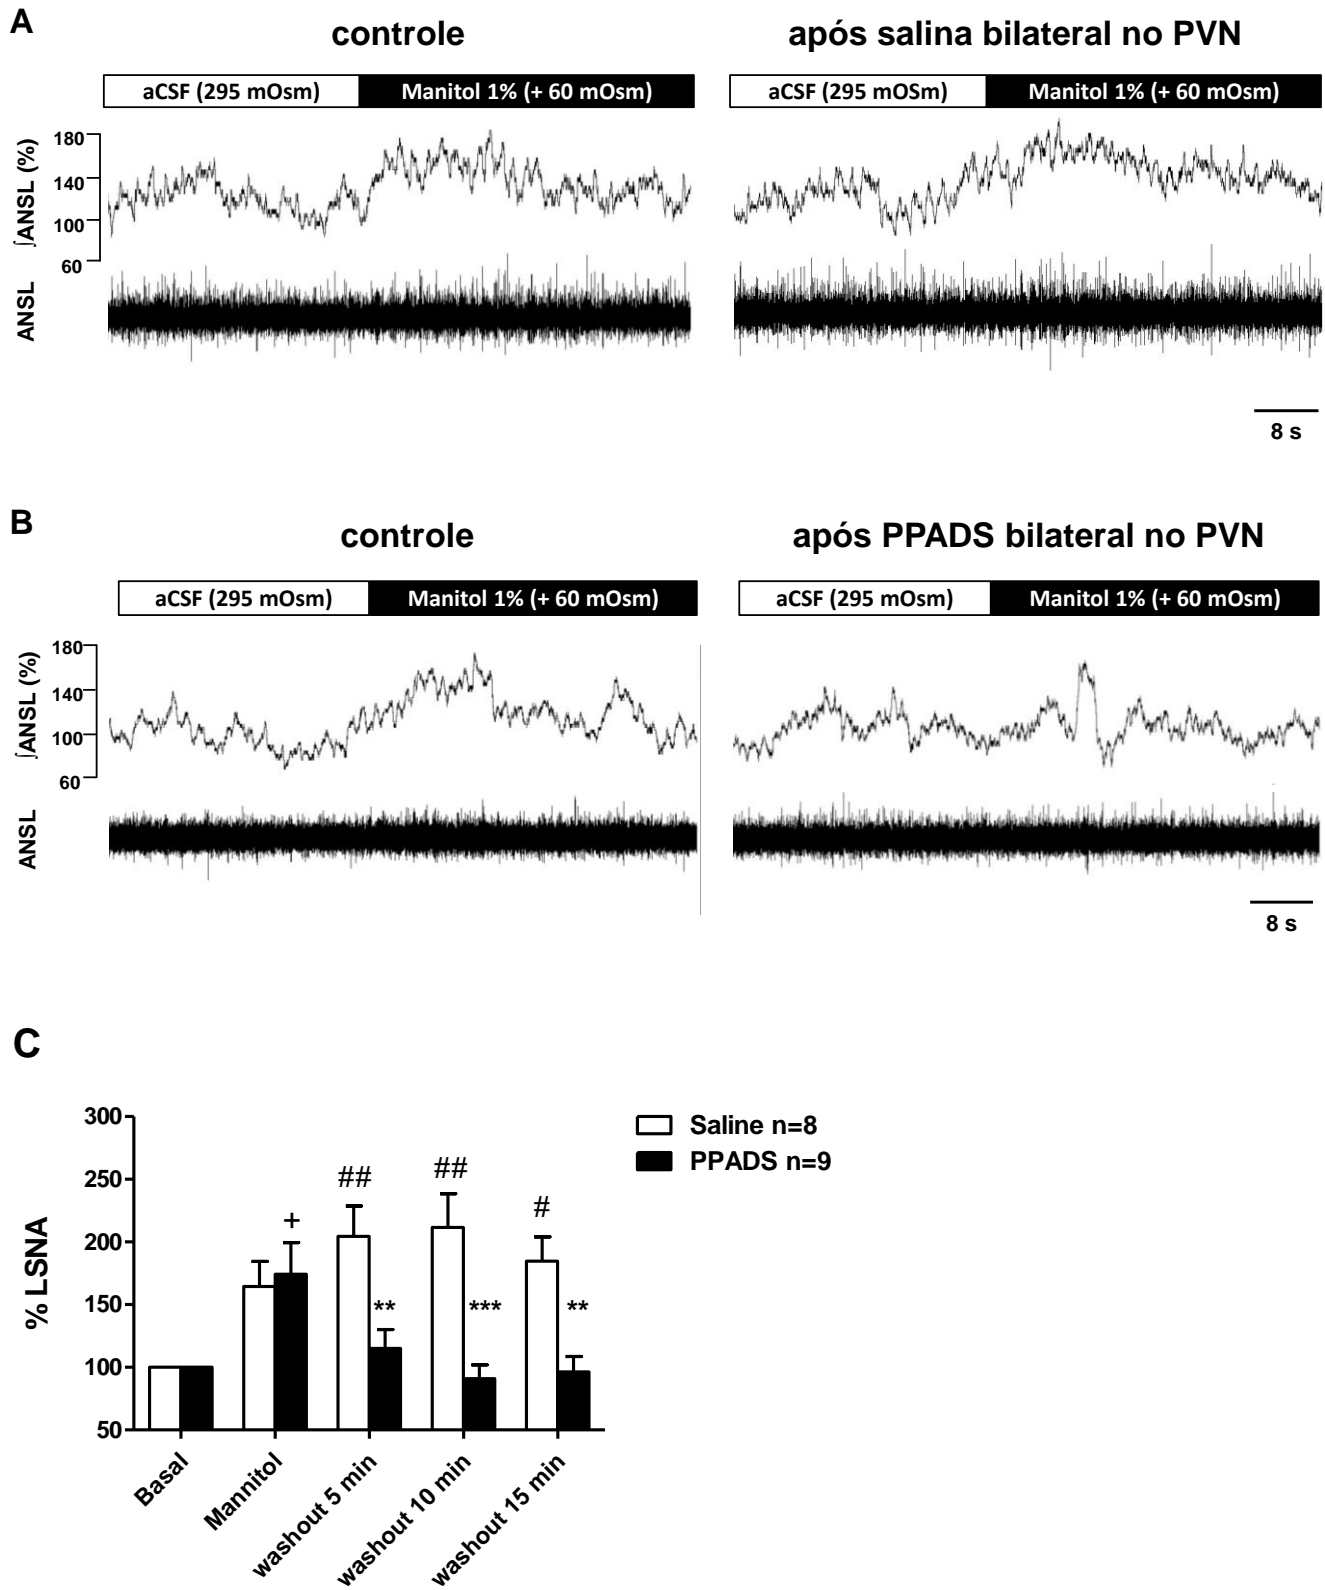 A
controle
após salina bilateral no PVN
aCSF (295 mOsm)
Manitol 1% (+ 60 mOsm)
aCSF (295 mOSm)
Manitol 1% (+ 60 mOsm)
∫ANSL (%)
180
140
100
60
ANSL
8 s
B
controle
após PPADS bilateral no PVN
aCSF (295 mOsm)
Manitol 1% (+ 60 mOsm)
aCSF (295 mOsm)
Manitol 1% (+ 60 mOsm)
∫ANSL (%)
180
140
100
60
ANSL
8 s
C
% LSNA
300
250
200
150
100
50
+
##
##
#
**
***
**
Saline n=8
PPADS n=9
Basal
Mannitol
washout 5 min
washout 10 min
washout 15 min